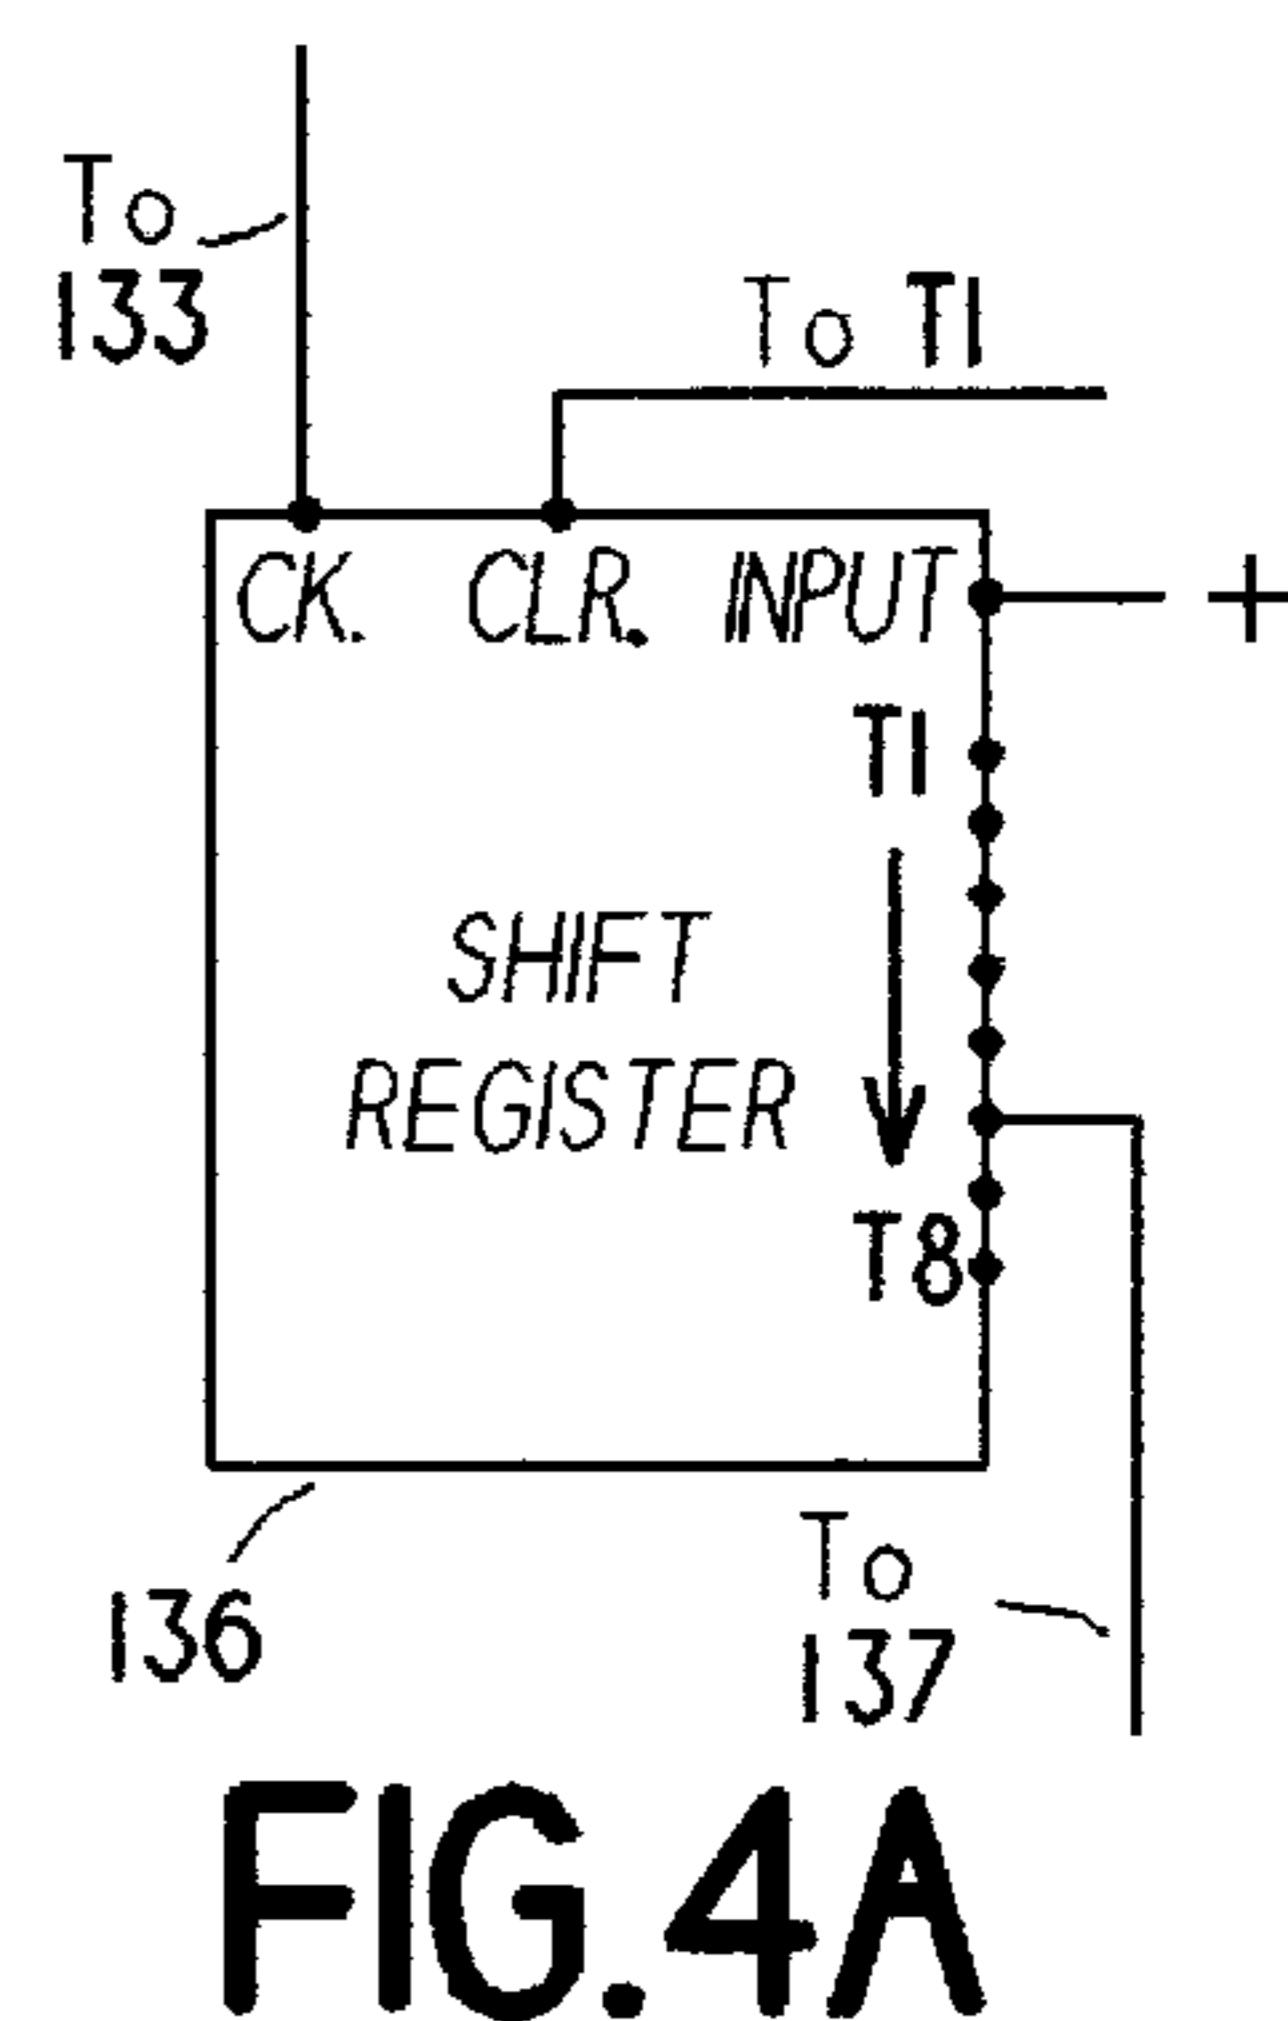 To
133
To T1
CK. CLR. INPUT
+
T1
SHIFT
REGISTER
T8
136
To
137
FIG.4A